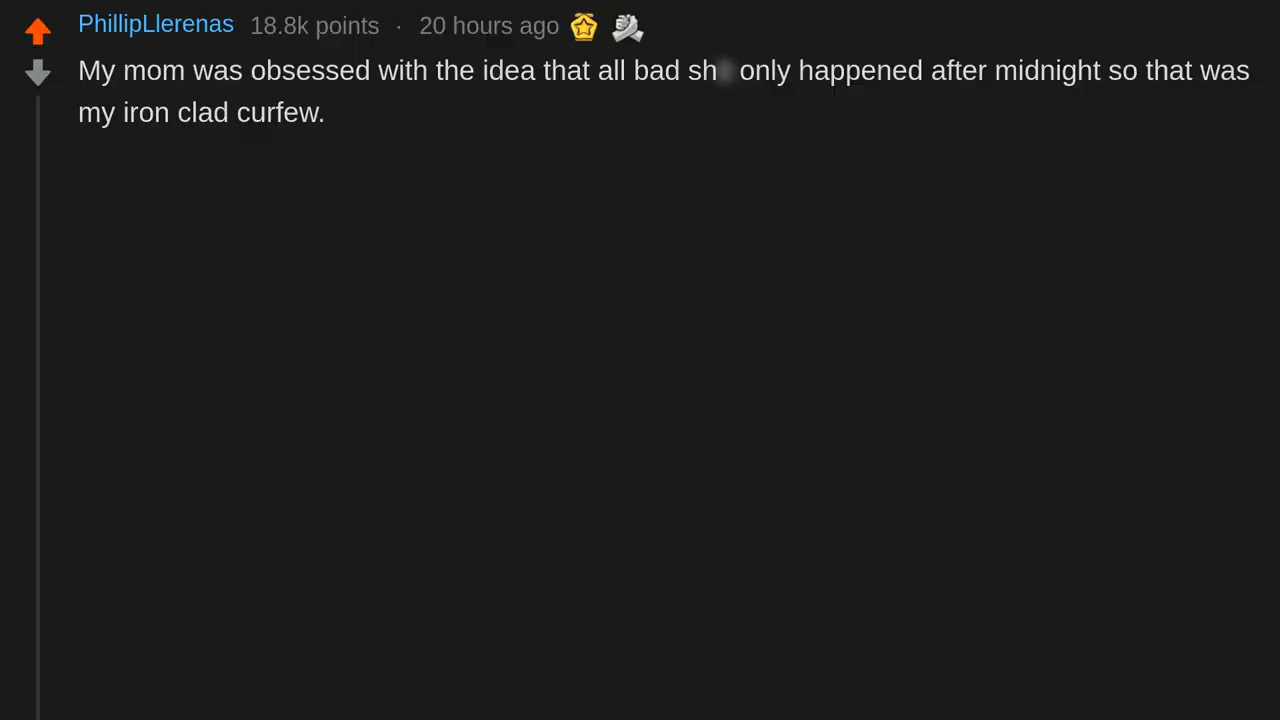 PhillipLlerenas 18.8k points · 20 hours ago
My mom was obsessed with the idea that all bad sh only happened after midnight so that was
my iron clad curfew.